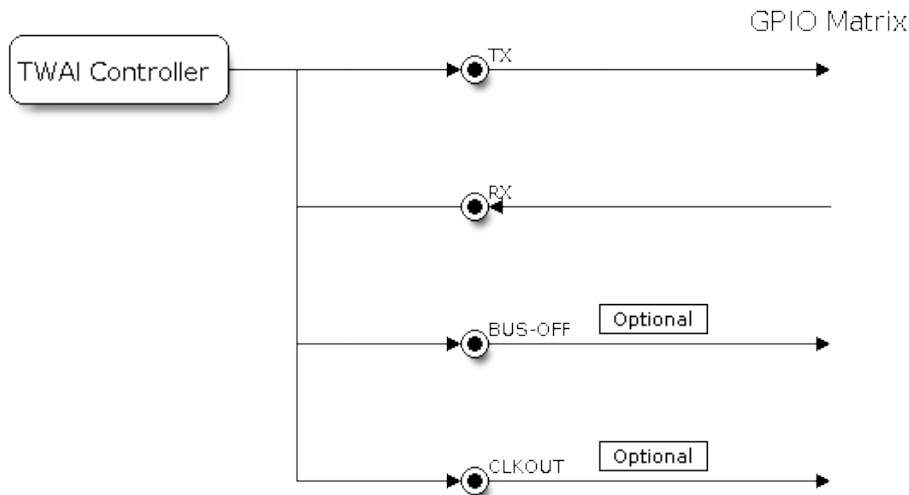 GPIO Matrix
TWAI Controller
TX
RX
BUS-OFF
Optional
CLKOUT
Optional